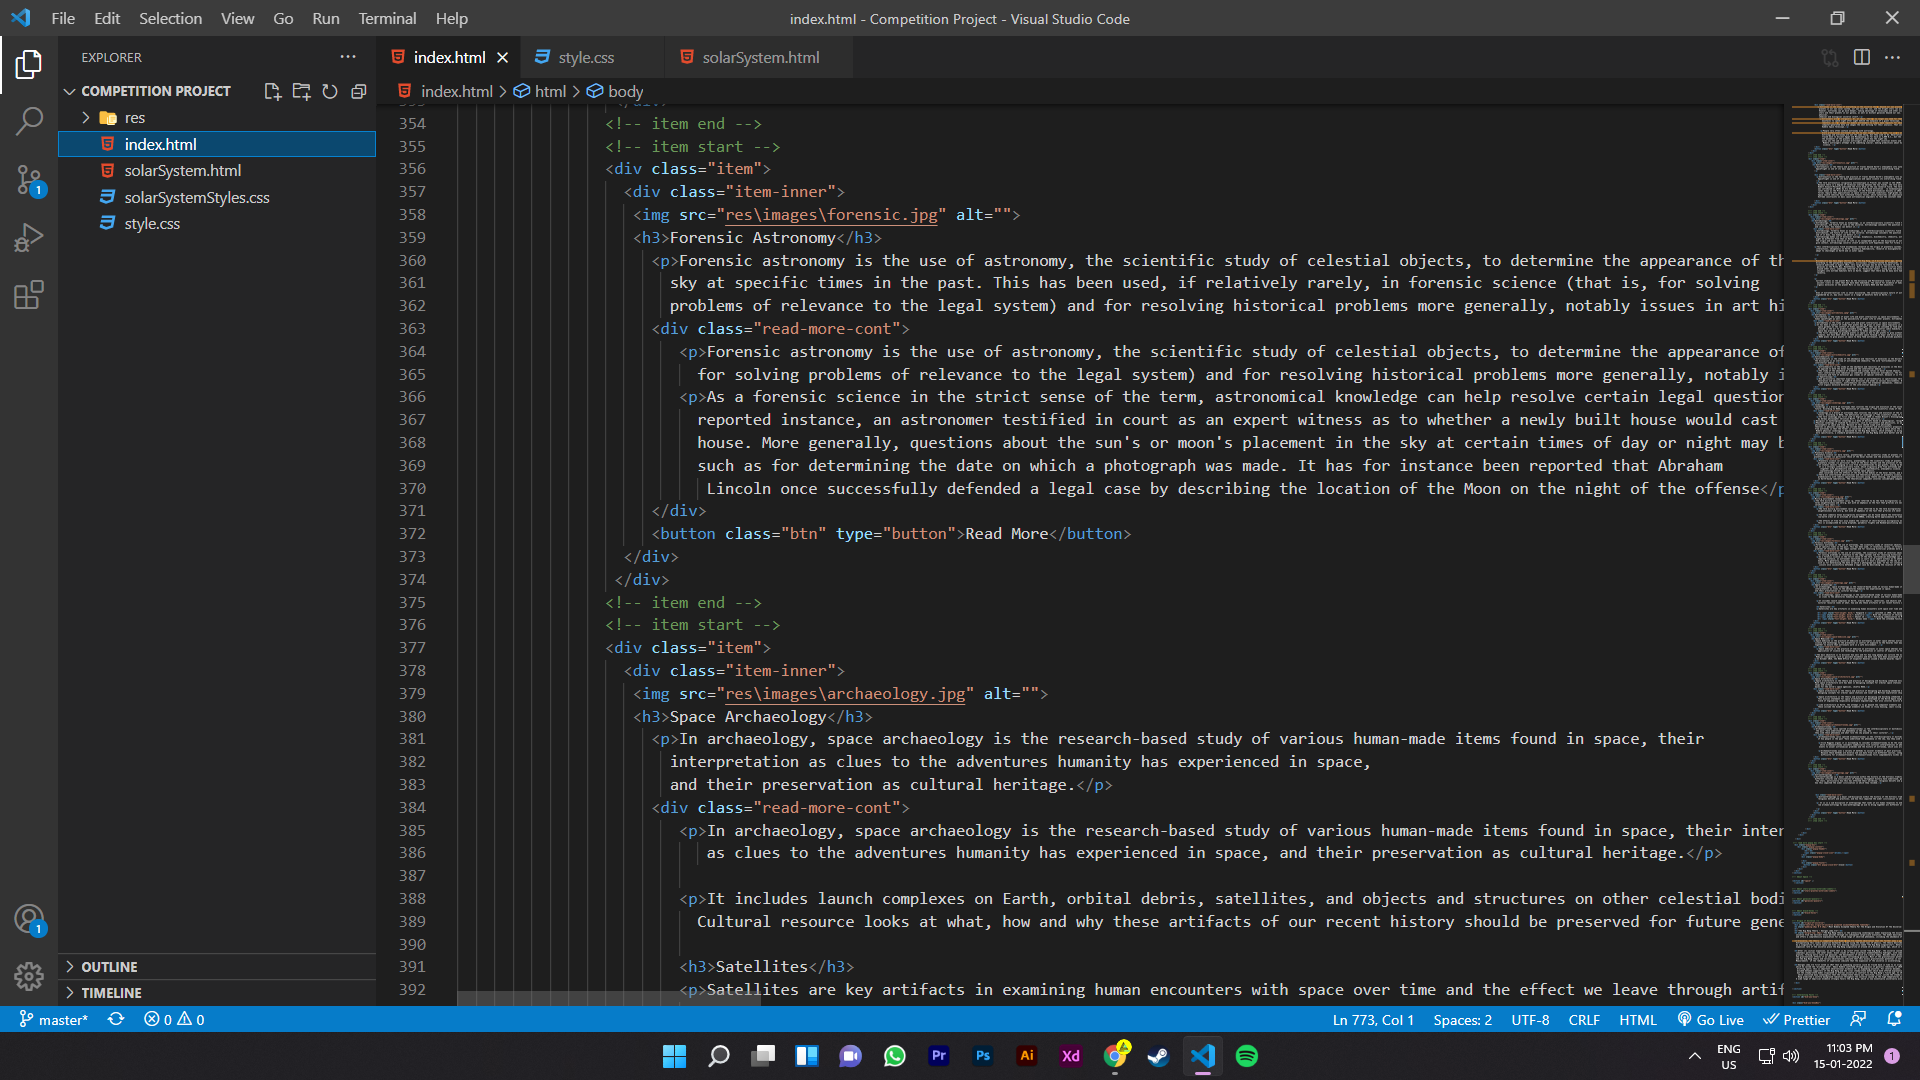 File Edit Selection View Go Run Terminal Help
index.html - Competition Project - Visual Studio Code
EXPLORER
index.html
style.css
solarSystem.html
COMPETITION PROJECT
index.html > html > body
res
index.html
solarSystem.html
solarSystemStyles.css
style.css
354 <!-- item end -->
355 <!-- item start -->
356 <div class="item">
357 <div class="item-inner">
358 <img src="res\images\forensic.jpg" alt="">
359 <h3>Forensic Astronomy</h3>
360 <p>Forensic astronomy is the use of astronomy, the scientific study of celestial objects, to determine the appearance of th
361 sky at specific times in the past. This has been used, if relatively rarely, in forensic science (that is, for solving
362 problems of relevance to the legal system) and for resolving historical problems more generally, notably issues in art hi
363 <div class="read-more-cont">
364 <p>Forensic astronomy is the use of astronomy, the scientific study of celestial objects, to determine the appearance of
365 for solving problems of relevance to the legal system) and for resolving historical problems more generally, notably i
366 <p>As a forensic science in the strict sense of the term, astronomical knowledge can help resolve certain legal question
367 reported instance, an astronomer testified in court as an expert witness as to whether a newly built house would cast
368 house. More generally, questions about the sun's or moon's placement in the sky at certain times of day or night may b
369 such as for determining the date on which a photograph was made. It has for instance been reported that Abraham
370 Lincoln once successfully defended a legal case by describing the location of the Moon on the night of the offense</p
371 </div>
372 <button class="btn" type="button">Read More</button>
373 </div>
374 </div>
375 <!-- item end -->
376 <!-- item start -->
377 <div class="item">
378 <div class="item-inner">
379 <img src="res\images\archaeology.jpg" alt="">
380 <h3>Space Archaeology</h3>
381 <p>In archaeology, space archaeology is the research-based study of various human-made items found in space, their
382 interpretation as clues to the adventures humanity has experienced in space,
383 and their preservation as cultural heritage.</p>
384 <div class="read-more-cont">
385 <p>In archaeology, space archaeology is the research-based study of various human-made items found in space, their inter
386 as clues to the adventures humanity has experienced in space, and their preservation as cultural heritage.</p>
387
388 <p>It includes launch complexes on Earth, orbital debris, satellites, and objects and structures on other celestial bodi
389 Cultural resource looks at what, how and why these artifacts of our recent history should be preserved for future gene
390
391 <h3>Satellites</h3>
392 <p>Satellites are key artifacts in examining human encounters with space over time and the effect we leave through artif
1
1
OUTLINE
TIMELINE
master* 0 0 Ln 773, Col 1 Spaces: 2 UTF-8 CRLF HTML Go Live Prettier
Pr Ps Ai Xd
ENG
US
11:03 PM
15-01-2022
1